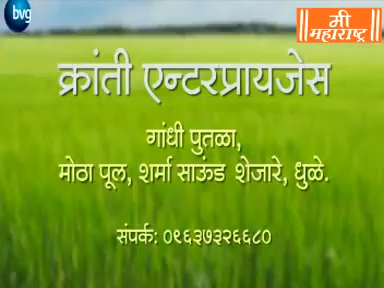 bvg
मी
महाराष्ट्र
क्रांती एन्टरप्रायजेस
गांधी पुतळा,
मोठा पूल, शर्मा साऊंड शेजारे, धुळे.
संपर्क: ०९६३७३२६६८०